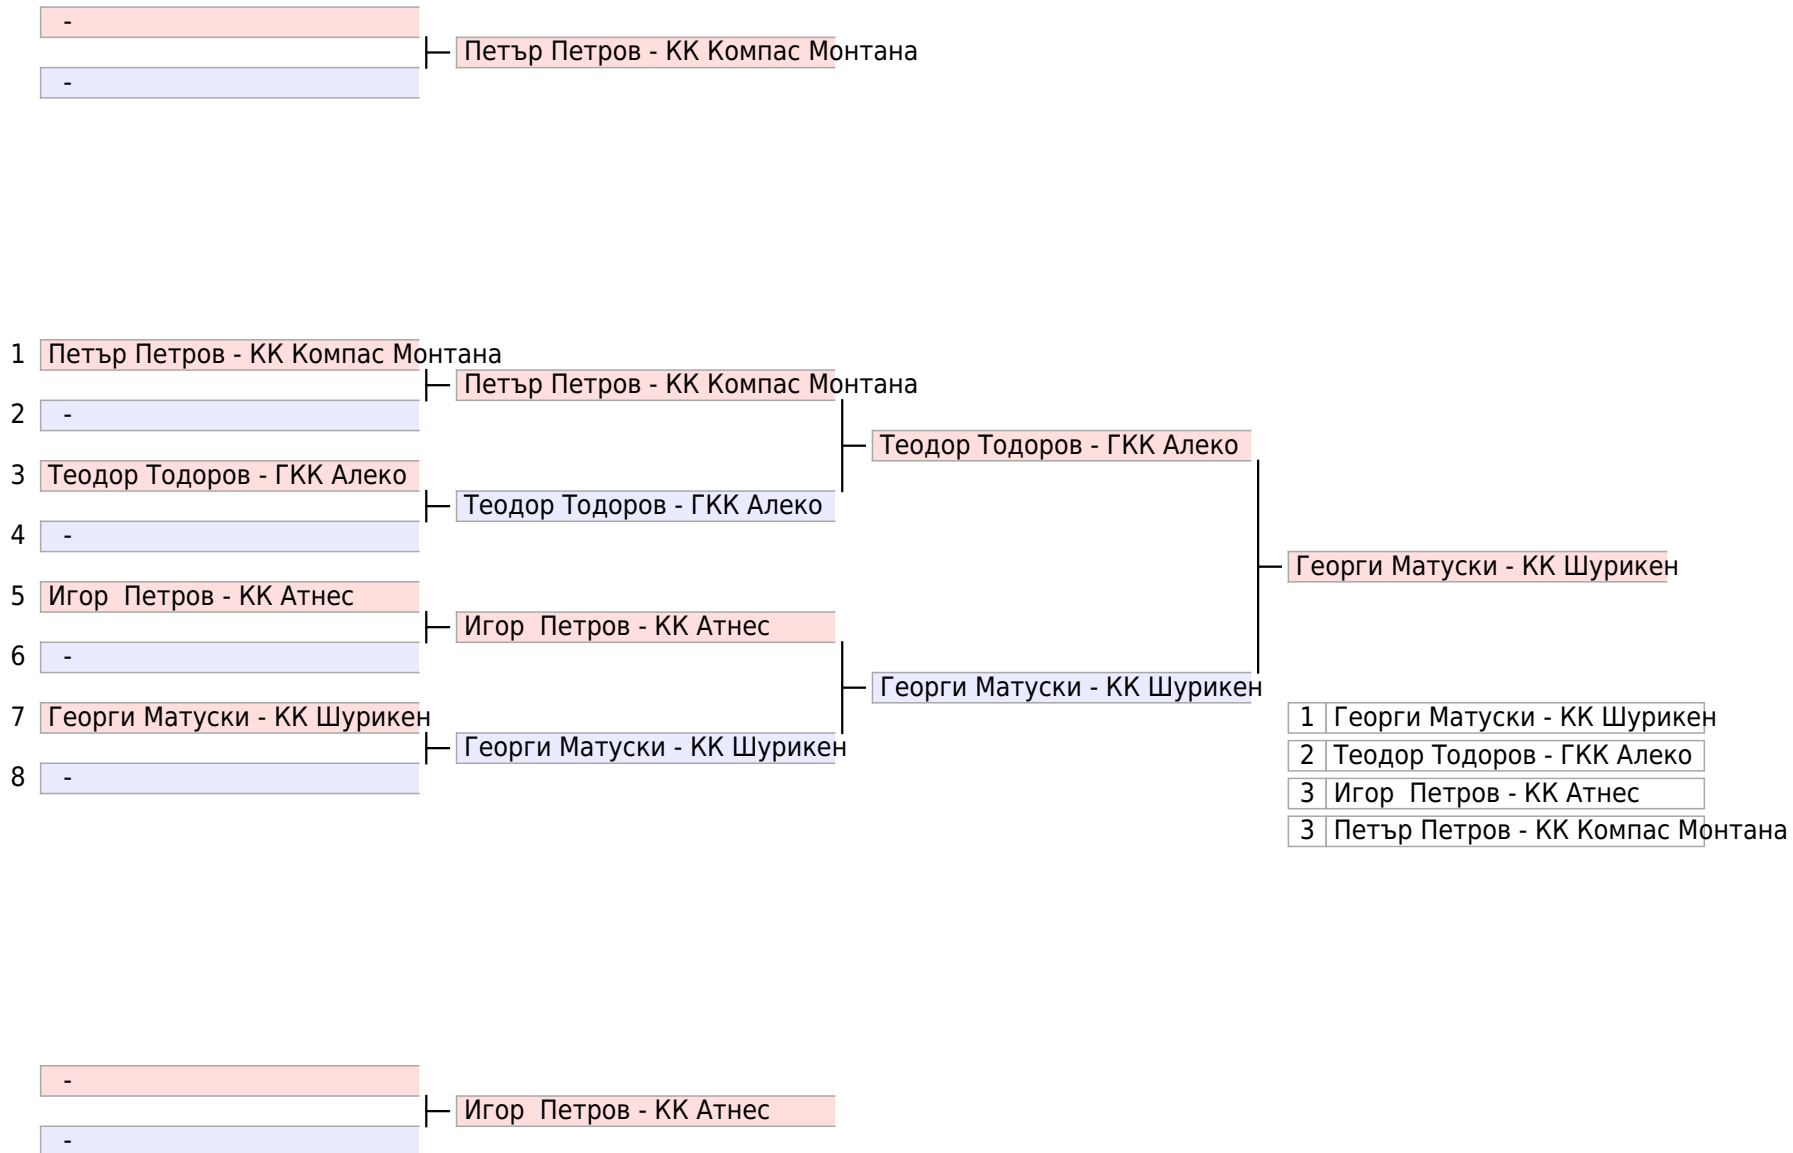 -
Петър Петров - КК Компас Монтана
-
1 Петър Петров - КК Компас Монтана
Петър Петров - КК Компас Монтана
2 -
Теодор Тодоров - ГКК Алеко
3 Теодор Тодоров - ГКК Алеко
Теодор Тодоров - ГКК Алеко
4 -
Георги Матуски - КК Шурикен
5 Игор  Петров - КК Атнес
Игор  Петров - КК Атнес
6 -
Георги Матуски - КК Шурикен
7 Георги Матуски - КК Шурикен
Георги Матуски - КК Шурикен
8 -
1 Георги Матуски - КК Шурикен
2 Теодор Тодоров - ГКК Алеко
3 Игор  Петров - КК Атнес
3 Петър Петров - КК Компас Монтана
-
Игор  Петров - КК Атнес
-